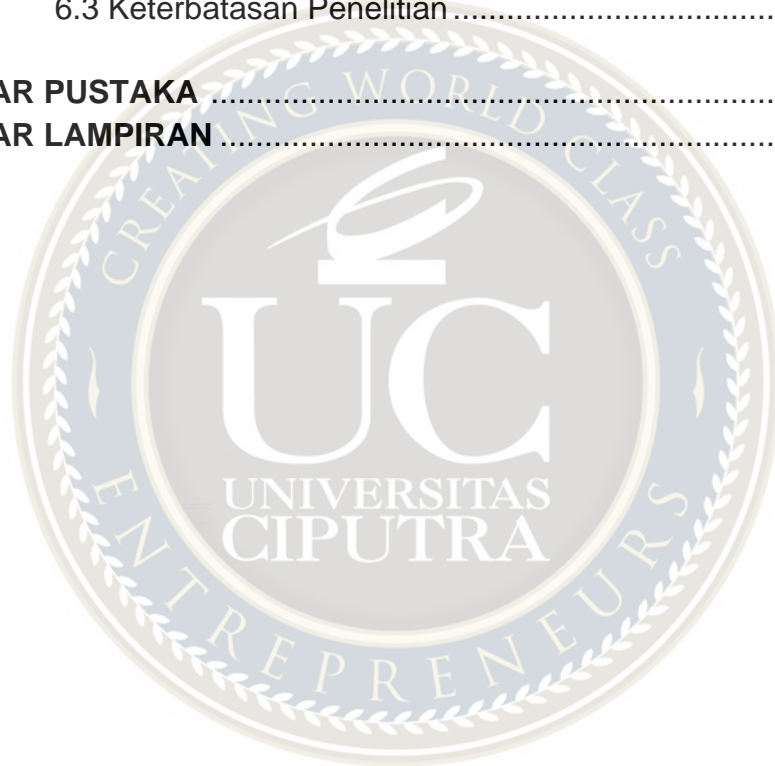 6.3 Keterbatasan Penelitian ....................................
AR PUSTAKA ................................................................
AR LAMPIRAN ...............................................................
CREATING WORLD CLASS
UC
UNIVERSITAS
CIPUTRA
ENTREPRENEURS